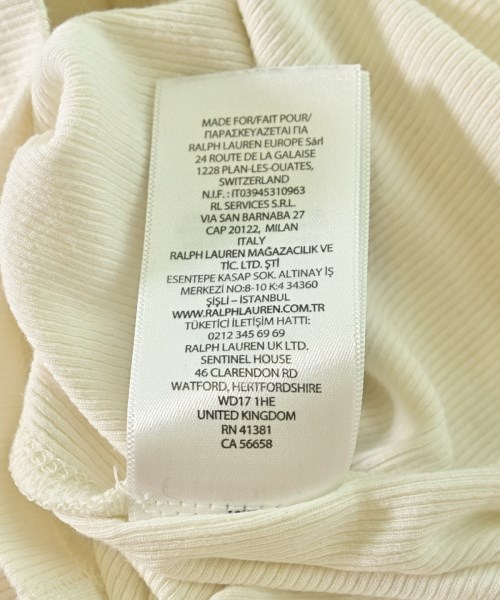 MADE FOR/FAIT POUR/
ΠΑΡΑΣΚΕΥΑΖΕΤΑΙ ΓΙΑ
RALPH LAUREN EUROPE Sàrl
24 ROUTE DE LA GALAISE
1228 PLAN-LES-OUATES,
SWITZERLAND
N.I.F. : IT03945310963
RL SERVICES S.R.L.
VIA SAN BARNABA 27
CAP 20122, MILAN
ITALY
RALPH LAUREN MAĞAZACILIK VE
TİC. LTD. ŞTİ
ESENTEPE KASAP SOK. ALTINAY İŞ
MERKEZİ NO:8-10 K:4 34360
ŞİŞLİ – İSTANBUL
WWW.RALPHLAUREN.COM.TR
TÜKETİCİ İLETİŞİM HATTI:
0212 345 69 69
RALPH LAUREN UK LTD.
SENTINEL HOUSE
46 CLARENDON RD
WATFORD, HERTFORDSHIRE
WD17 1HE
UNITED KINGDOM
RN 41381
CA 56658